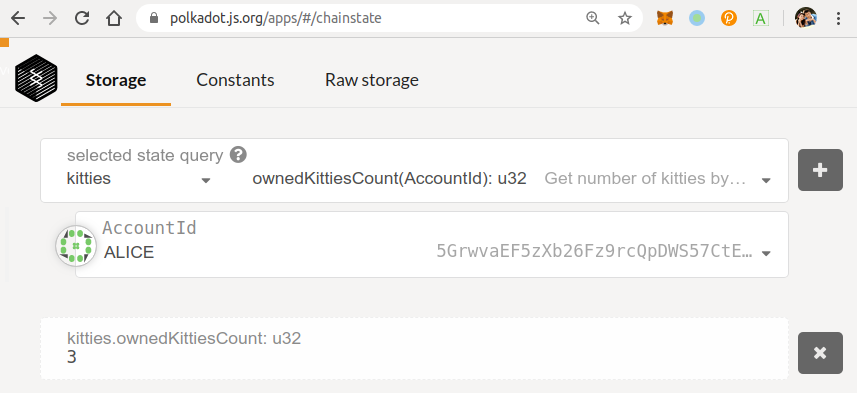 polkadot.js.org/apps/#/chainstate
A
Storage Constants Raw storage
selected state query ?
kitties ownedKittiesCount(AccountId): u32 Get number of kitties by…
AccountId
ALICE 5GrwvaEF5zXb26Fz9rcQpDWS57CtE…
kitties.ownedKittiesCount: u32
3